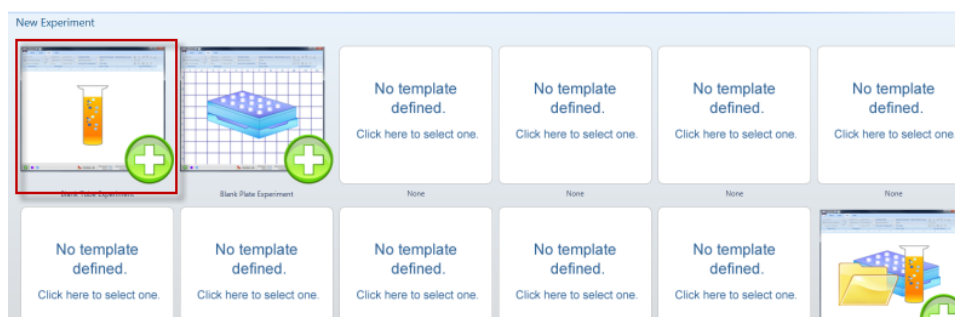 New Experiment
No template
defined.
Click here to select one.
No template
defined.
Click here to select one.
No template
defined.
Click here to select one.
No template
defined.
Click here to select one.
Blank Tube Experiment
Blank Plate Experiment
None
None
None
None
No template
defined.
Click here to select one.
No template
defined.
Click here to select one.
No template
defined.
Click here to select one.
No template
defined.
Click here to select one.
No template
defined.
Click here to select one.